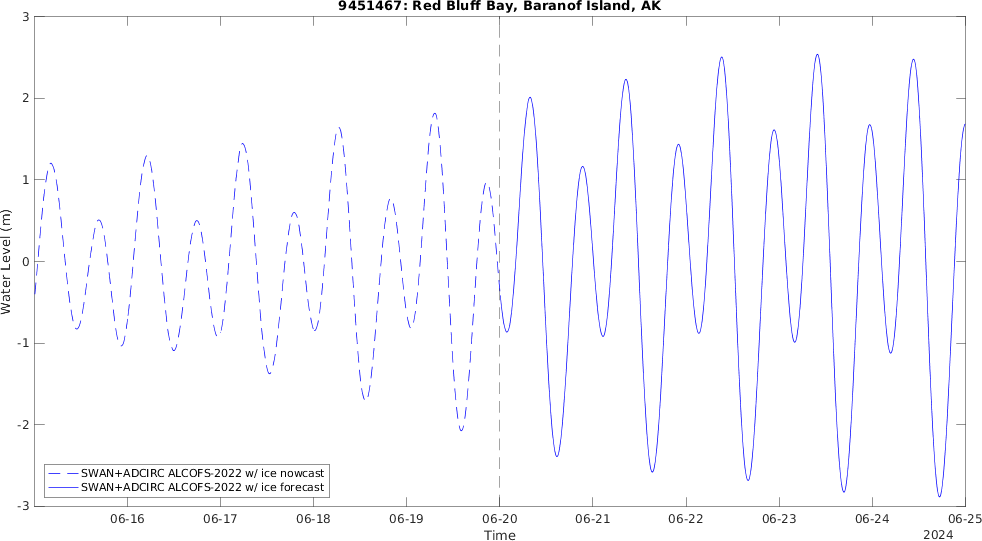 9451467: Red Bluff Bay, Baranof Island, AK
3
2
1
0
-1
-2
-3
Water Level (m)
SWAN+ADCIRC ALCOFS-2022 w/ ice nowcast
SWAN+ADCIRC ALCOFS-2022 w/ ice forecast
06-16 06-17 06-18 06-19 06-20 06-21 06-22 06-23 06-24 06-25
Time
2024